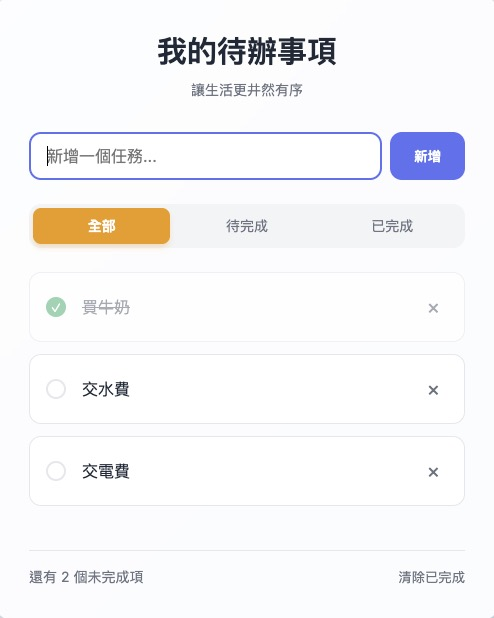 我的待辦事項
讓生活更井然有序
新增一個任務...
新增
全部
待完成
已完成
買牛奶
交水費
交電費
還有 2 個未完成項
清除已完成